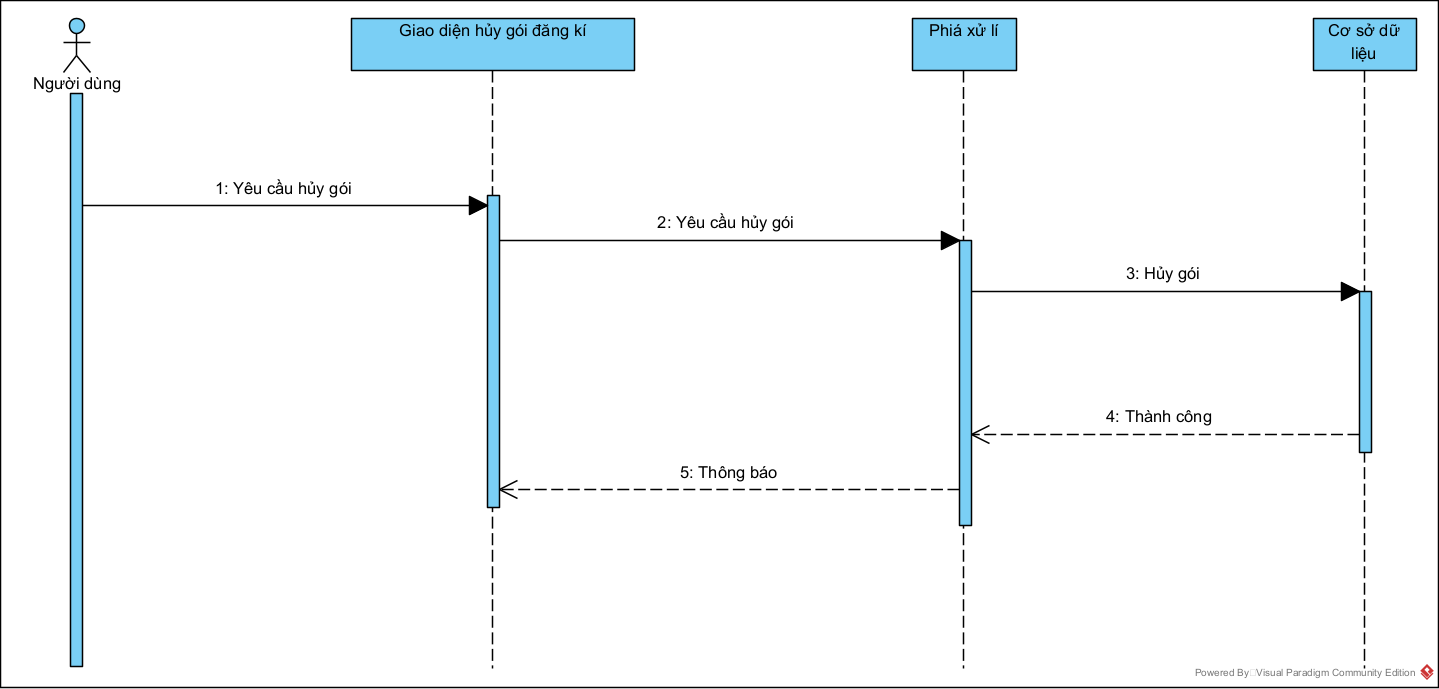 Người dùng
Giao diện hủy gói đăng kí
Phiá xử lí
Cơ sở dữ
liệu
1: Yêu cầu hủy gói
2: Yêu cầu hủy gói
3: Hủy gói
4: Thành công
5: Thông báo
Powered By Visual Paradigm Community Edition